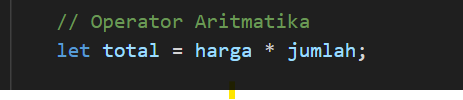 // Operator Aritmatika
let total = harga * jumlah;